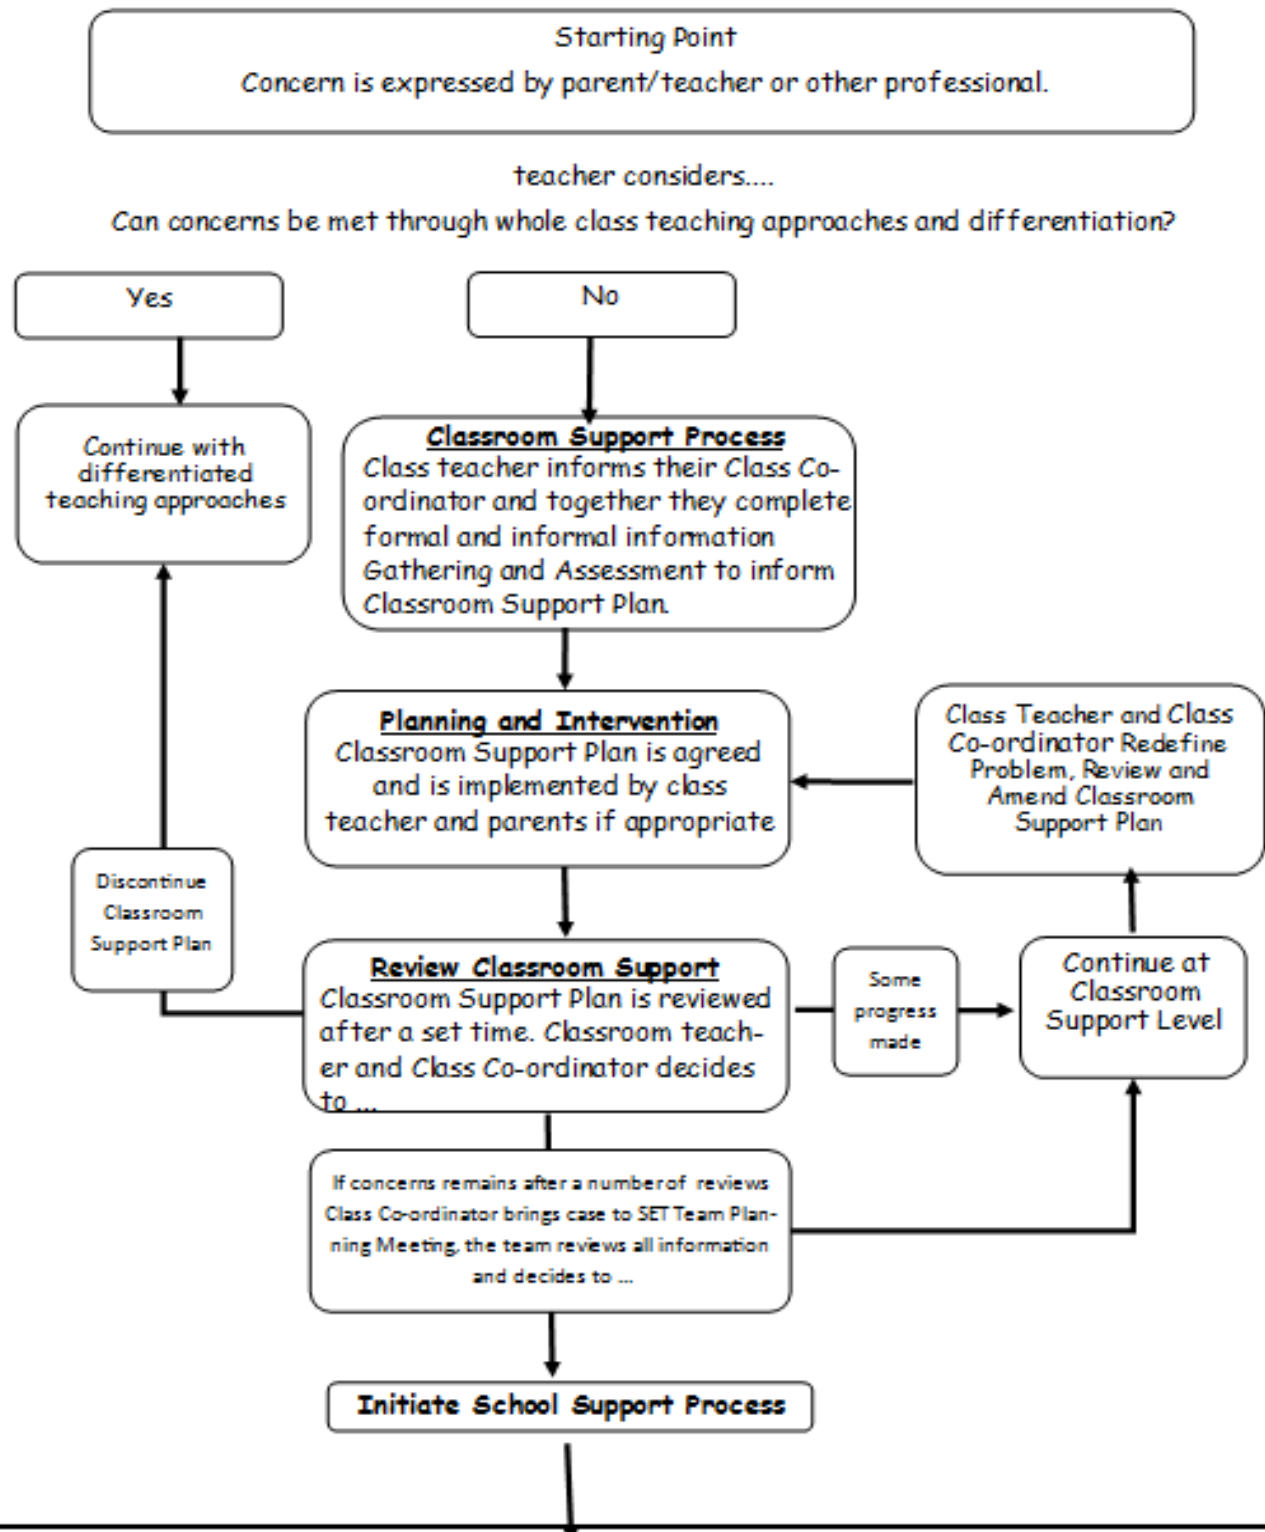 Starting Point
Concern is expressed by parent/teacher or other professional.
teacher considers....
Can concerns be met through whole class teaching approaches and differentiation?
Yes
No
Continue with
differentiated
teaching approaches
Classroom Support Process
Class teacher informs their Class Co-
ordinator and together they complete
formal and informal information
Gathering and Assessment to inform
Classroom Support Plan.
Planning and Intervention
Classroom Support Plan is agreed
and is implemented by class
teacher and parents if appropriate
Class Teacher and Class
Co-ordinator Redefine
Problem, Review and
Amend Classroom
Support Plan
Discontinue
Classroom
Support Plan
Review Classroom Support
Classroom Support Plan is reviewed
after a set time. Classroom teach-
er and Class Co-ordinator decides
to ...
Some
progress
made
Continue at
Classroom
Support Level
If concerns remains after a number of reviews
Class Co-ordinator brings case to SET Team Plan-
ning Meeting, the team reviews all information
and decides to ...
Initiate School Support Process